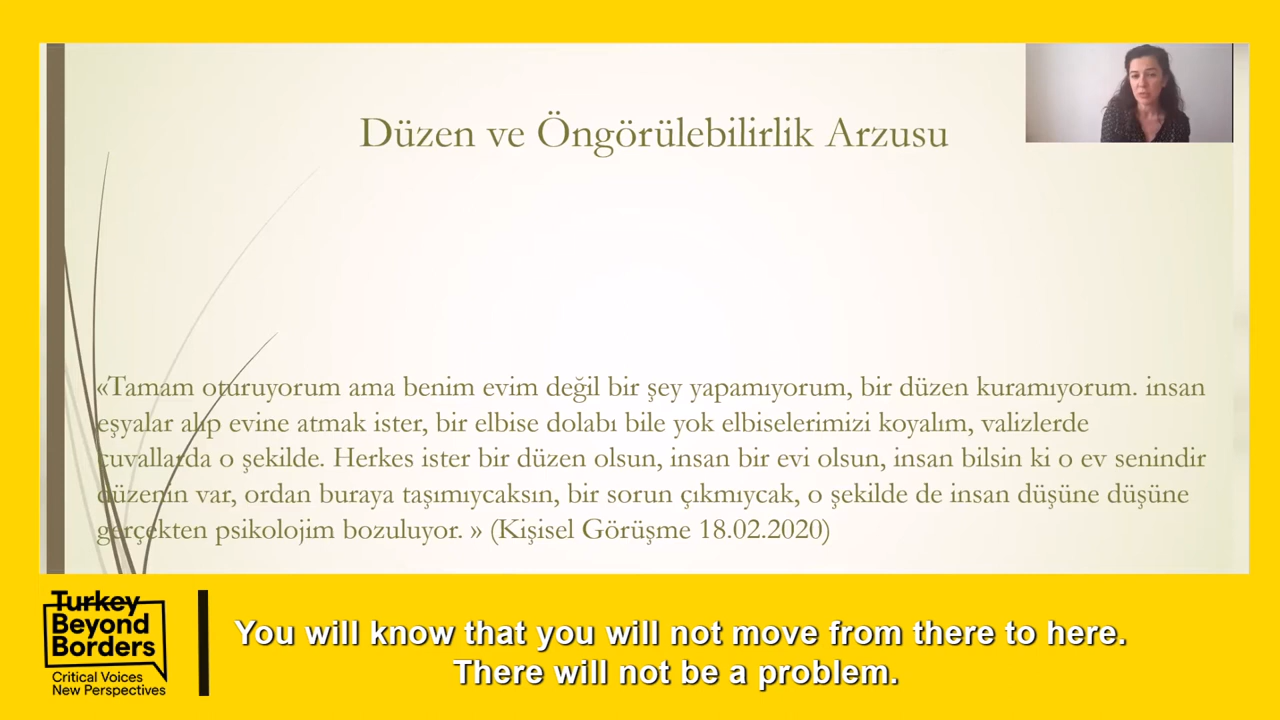 Düzen ve Öngörülebilirlik Arzusu
«Tamam oturuyorum ama benim evim değil bir şey yapamıyorum, bir düzen kuramıyorum. insan
eşyalar alıp evine atmak ister, bir elbise dolabı bile yok elbiselerimizi koyalım, valizlerde
çuvallarda o şekilde. Herkes ister bir düzen olsun, insan bir evi olsun, insan bilsin ki o ev senindir
düzenin var, ordan buraya taşımıycaksın, bir sorun çıkmıycak, o şekilde de insan düşüne düşüne
gerçekten psikolojim bozuluyor. » (Kişisel Görüşme 18.02.2020)
Turkey
Beyond
Borders
Critical Voices
New Perspectives
You will know that you will not move from there to here.
There will not be a problem.